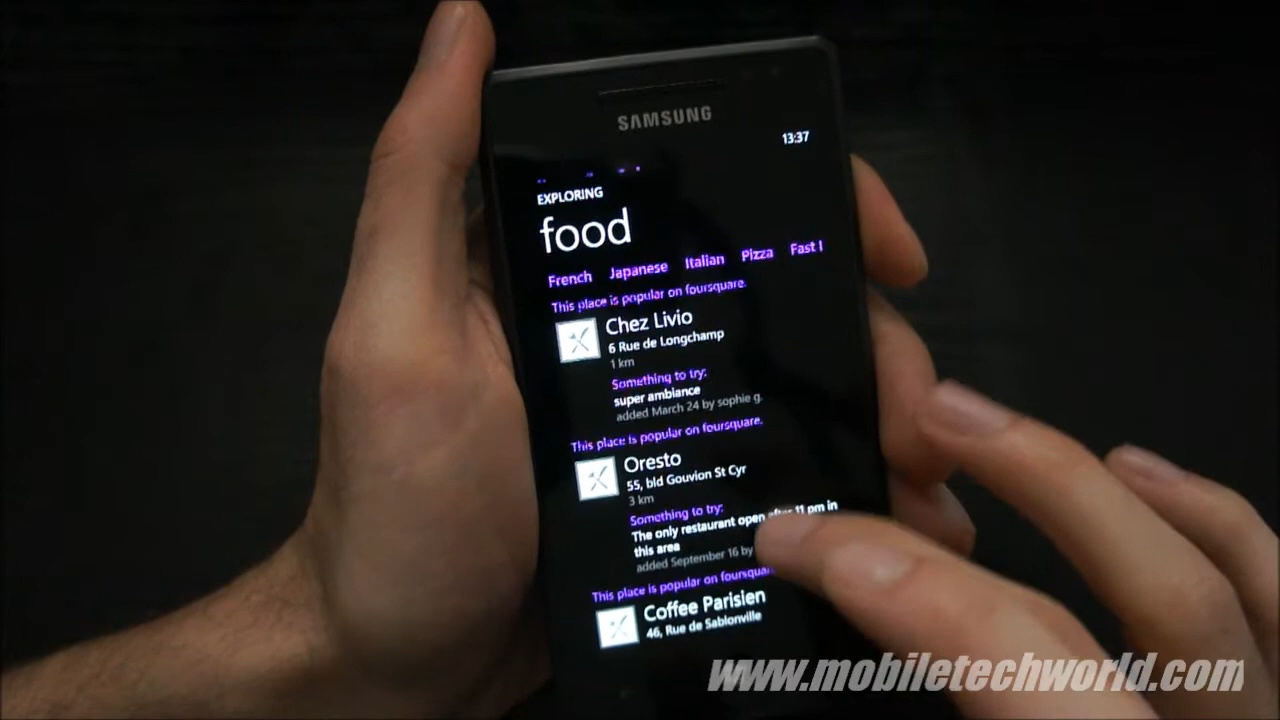 SAMSUNG
13:37
EXPLORING
food
French Japanese Italian Pizza Fast
This place is popular on foursquare.
Chez Livio
6 Rue de Longchamp
1 km
Something to try:
super ambiance
added March 24 by sophie g.
This place is popular on foursquare.
Oresto
55, bld Gouvion St Cyr
3 km
Something to try:
The only restaurant open after 11 pm in
this area
added September 16 by
This place is popular on foursquar
Coffee Parisien
46, Rue de Sablonville
www.mobiletechworld.com